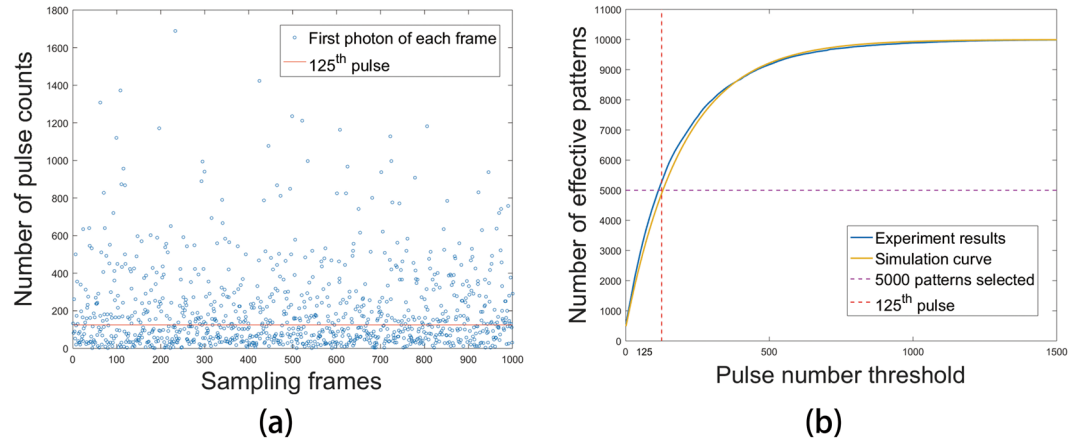 Number of pulse counts
1800
1600
1400
1200
1000
800
600
400
200
0
First photon of each frame
125th pulse
0 100 200 300 400 500 600 700 800 900 1000
Sampling frames
(a)
Number of effective patterns
11000
10000
9000
8000
7000
6000
5000
4000
3000
2000
1000
0
Experiment results
Simulation curve
5000 patterns selected
125th pulse
0 125 500 1000 1500
Pulse number threshold
(b)